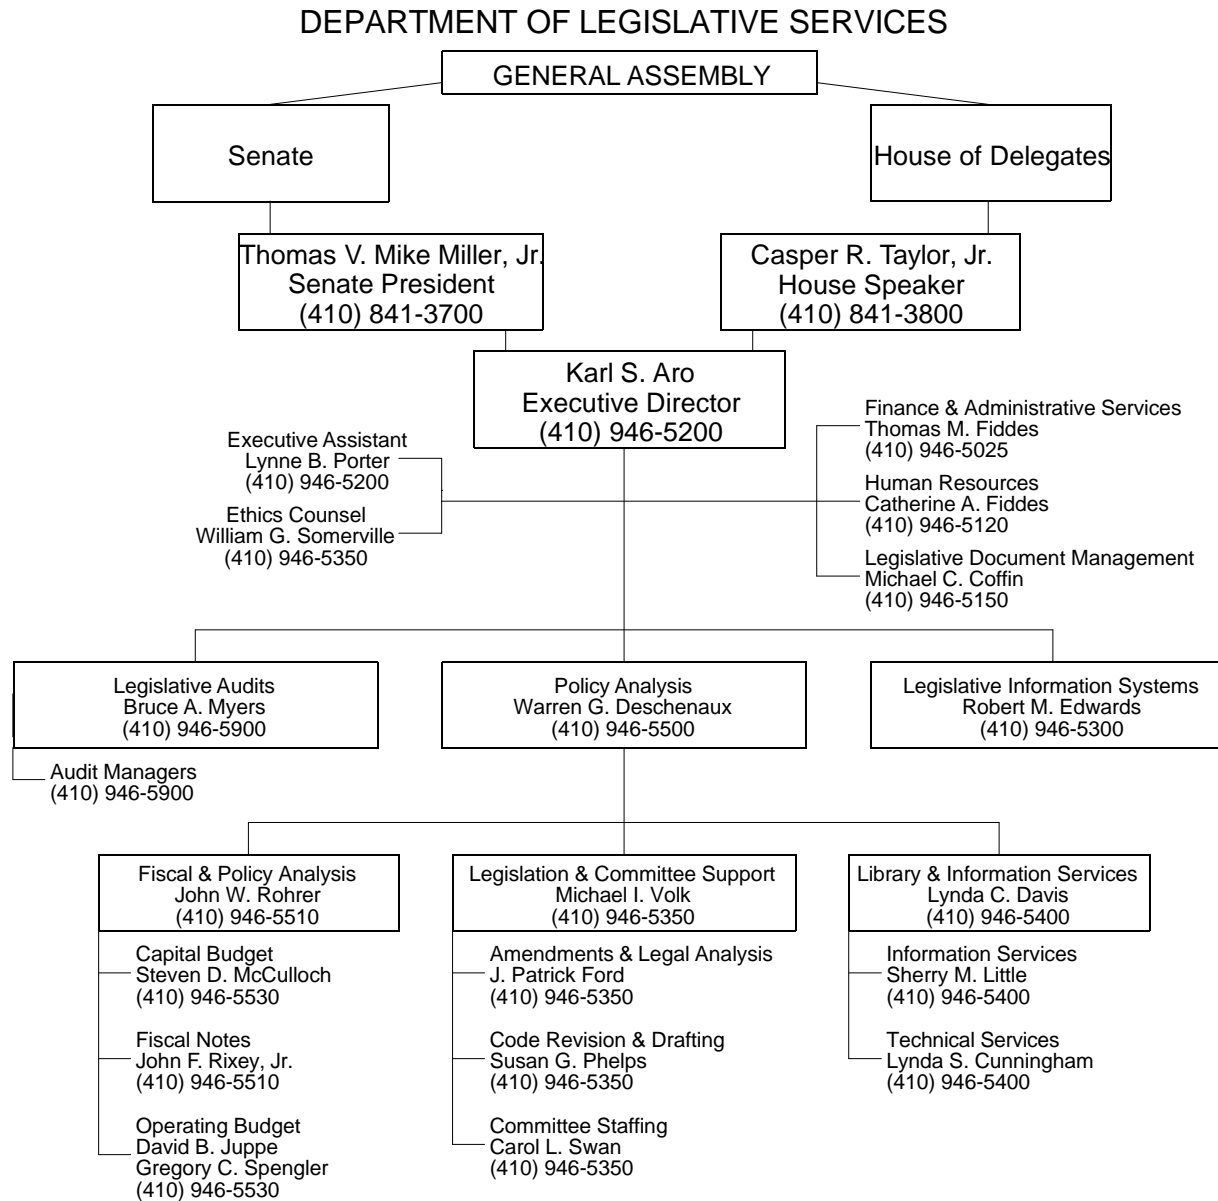 DEPARTMENT OF LEGISLATIVE SERVICES
GENERAL ASSEMBLY
Senate
House of Delegates
Thomas V. Mike Miller, Jr.
Senate President
(410) 841-3700
Casper R. Taylor, Jr.
House Speaker
(410) 841-3800
Karl S. Aro
Executive Director
(410) 946-5200
Executive Assistant
Lynne B. Porter
(410) 946-5200
Ethics Counsel
William G. Somerville
(410) 946-5350
Finance & Administrative Services
Thomas M. Fiddes
(410) 946-5025
Human Resources
Catherine A. Fiddes
(410) 946-5120
Legislative Document Management
Michael C. Coffin
(410) 946-5150
Legislative Audits
Bruce A. Myers
(410) 946-5900
Audit Managers
(410) 946-5900
Policy Analysis
Warren G. Deschenaux
(410) 946-5500
Legislative Information Systems
Robert M. Edwards
(410) 946-5300
Fiscal & Policy Analysis
John W. Rohrer
(410) 946-5510
Capital Budget
Steven D. McCulloch
(410) 946-5530
Fiscal Notes
John F. Rixey, Jr.
(410) 946-5510
Operating Budget
David B. Juppe
Gregory C. Spengler
(410) 946-5530
Legislation & Committee Support
Michael I. Volk
(410) 946-5350
Amendments & Legal Analysis
J. Patrick Ford
(410) 946-5350
Code Revision & Drafting
Susan G. Phelps
(410) 946-5350
Committee Staffing
Carol L. Swan
(410) 946-5350
Library & Information Services
Lynda C. Davis
(410) 946-5400
Information Services
Sherry M. Little
(410) 946-5400
Technical Services
Lynda S. Cunningham
(410) 946-5400